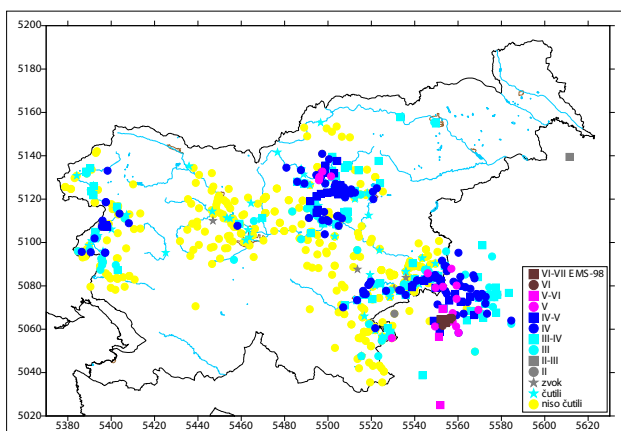 5200
5180
5160
5140
5120
5100
5080
5060
5040
5020
5380 5400 5420 5440 5460 5480 5500 5520 5540 5560 5580 5600 5620
VI-VII EMS-98
VI
V-VI
V
IV-V
IV
III-IV
III
II-III
II
zvok
čutili
niso čutili